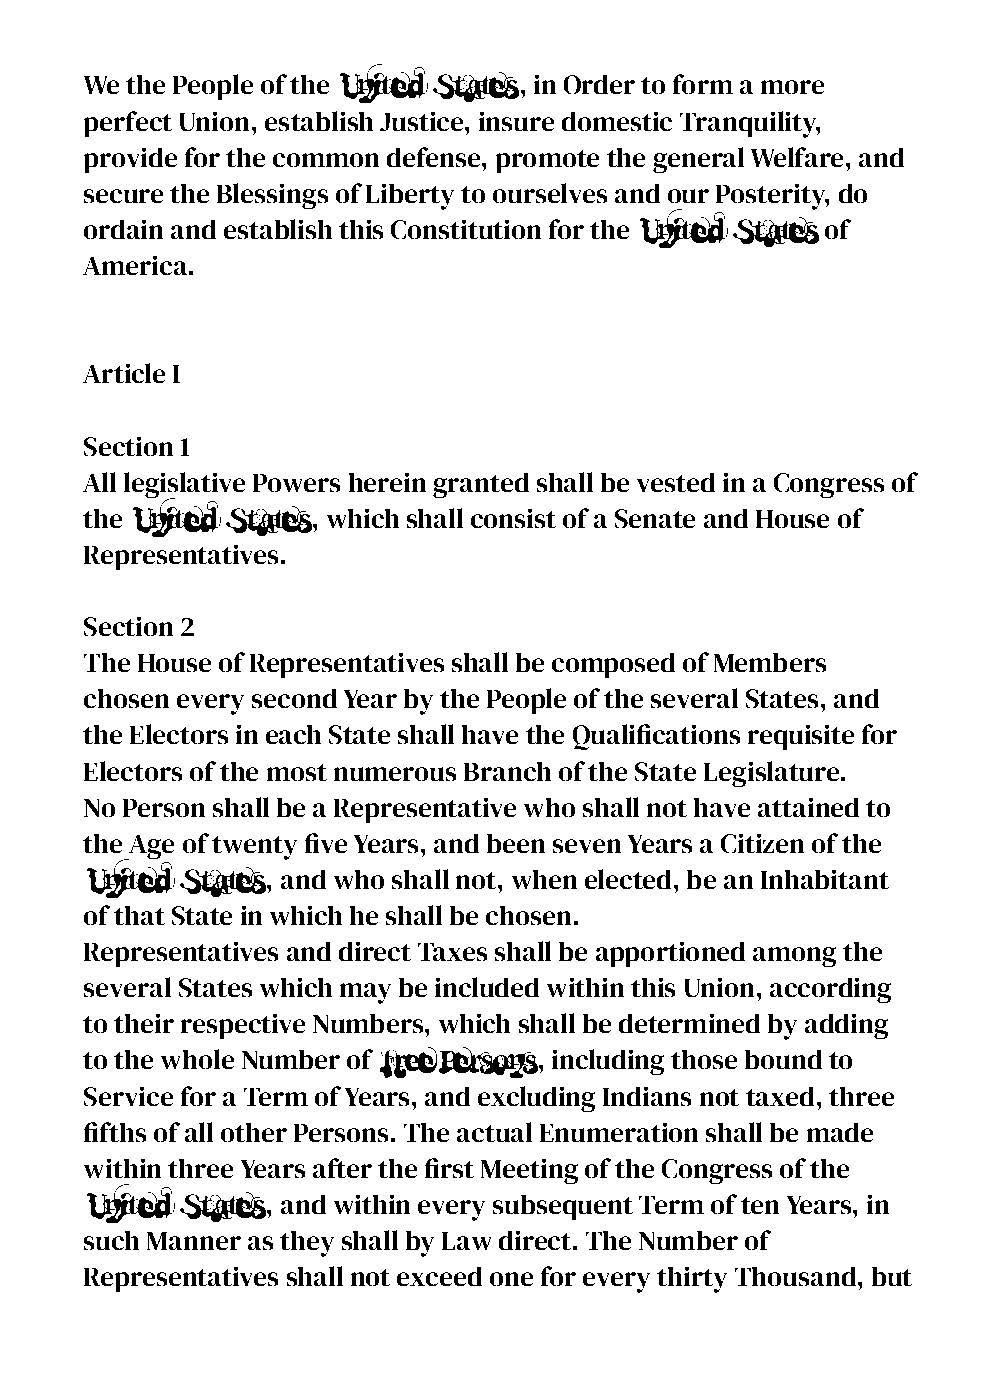 We the People of the United States, in Order to form a more
perfect Union, establish Justice, insure domestic Tranquility,
provide for the common defense, promote the general Welfare, and
secure the Blessings of Liberty to ourselves and our Posterity, do
ordain and establish this Constitution for the United States of
America.
Article I
Section 1
All legislative Powers herein granted shall be vested in a Congress of
the United States, which shall consist of a Senate and House of
Representatives.
Section 2
The House of Representatives shall be composed of Members
chosen every second Year by the People of the several States, and
the Electors in each State shall have the Qualifications requisite for
Electors of the most numerous Branch of the State Legislature.
No Person shall be a Representative who shall not have attained to
the Age of twenty five Years, and been seven Years a Citizen of the
United States, and who shall not, when elected, be an Inhabitant
of that State in which he shall be chosen.
Representatives and direct Taxes shall be apportioned among the
several States which may be included within this Union, according
to their respective Numbers, which shall be determined by adding
to the whole Number of free Persons, including those bound to
Service for a Term of Years, and excluding Indians not taxed, three
fifths of all other Persons. The actual Enumeration shall be made
within three Years after the first Meeting of the Congress of the
United States, and within every subsequent Term of ten Years, in
such Manner as they shall by Law direct. The Number of
Representatives shall not exceed one for every thirty Thousand, but